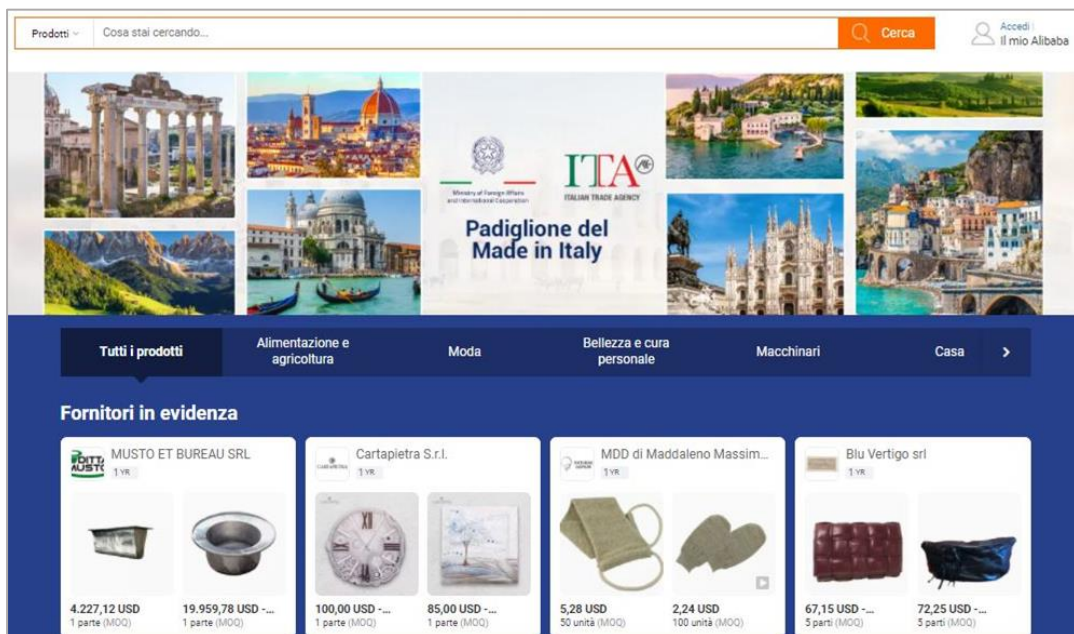 Prodotti
Cosa stai cercando...
Cerca
Accedi |
Il mio Alibaba
Ministry of Foreign Affairs
and International Cooperation
ITA
ITALIAN TRADE AGENCY
Padiglione del
Made in Italy
Tutti i prodotti
Alimentazione e
agricoltura
Moda
Bellezza e cura
personale
Macchinari
Casa
Fornitori in evidenza
DITTA
MUSTO
MUSTO ET BUREAU SRL
1 YR
Cartapietra S.r.l.
1 YR
MDD di Maddaleno Massim...
1 YR
Blu Vertigo srl
1 YR
4.227,12 USD
1 parte (MOQ)
19.959,78 USD -...
1 parte (MOQ)
100,00 USD -...
1 parte (MOQ)
85,00 USD -...
1 parte (MOQ)
5,28 USD
50 unità (MOQ)
2,24 USD
100 unità (MOQ)
67,15 USD -...
5 parti (MOQ)
72,25 USD -...
5 parti (MOQ)